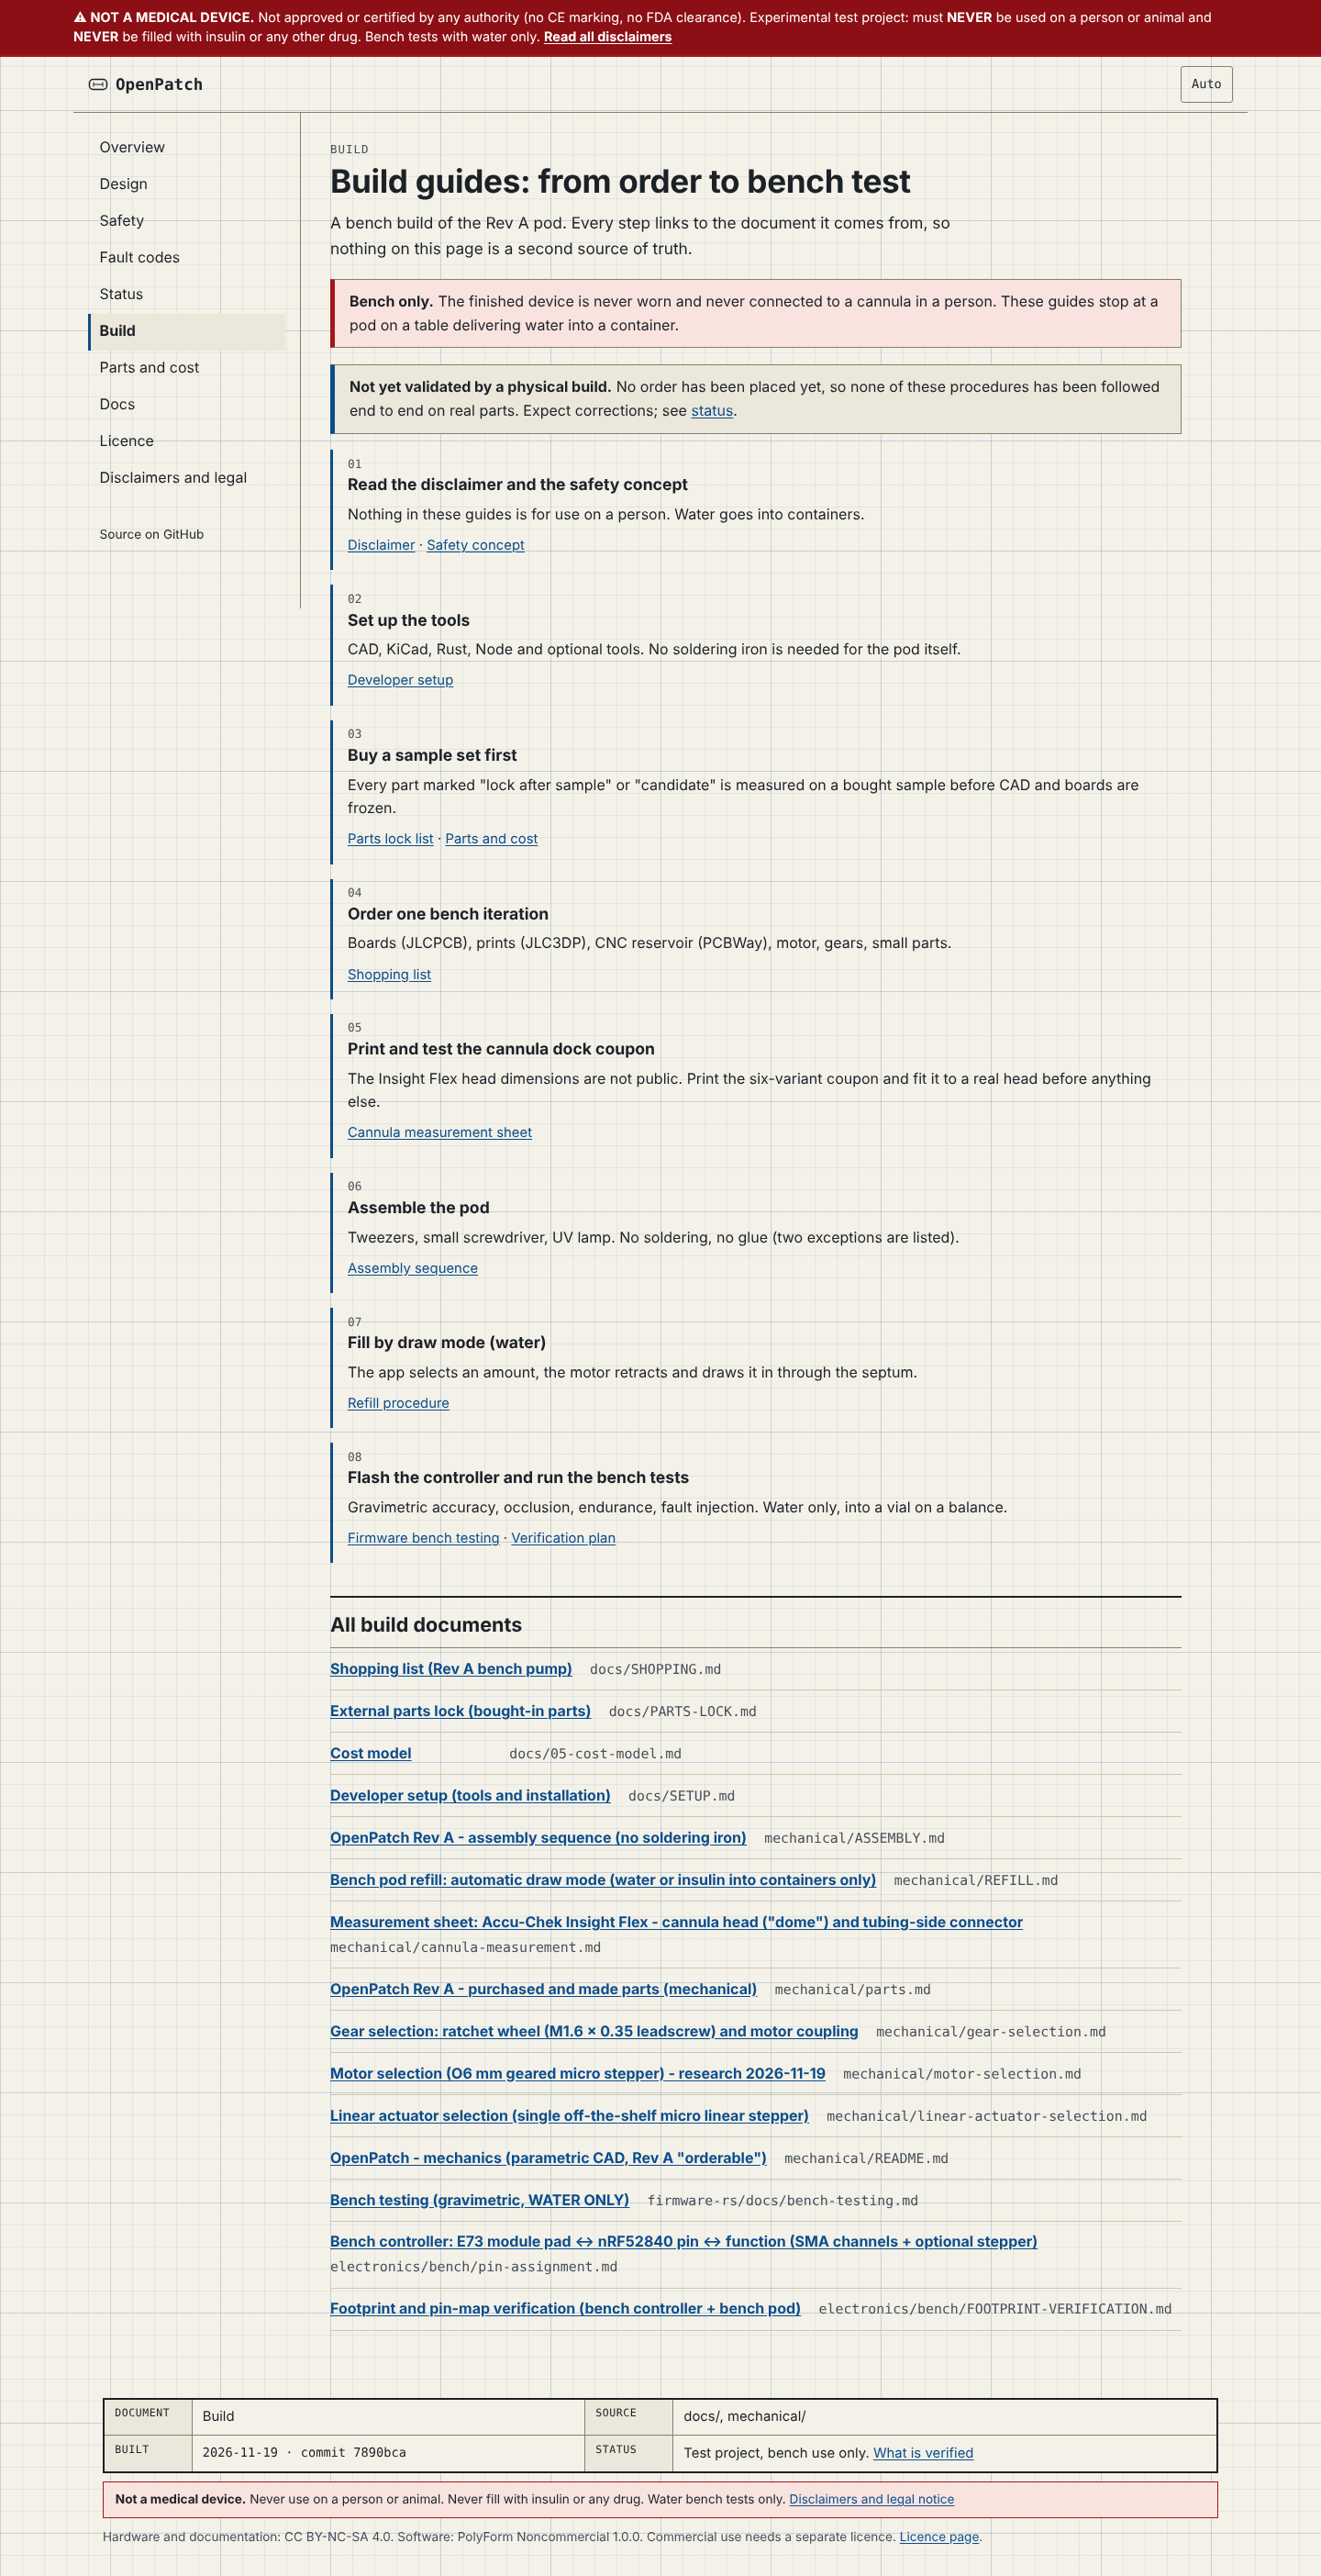 ⚠ NOT A MEDICAL DEVICE. Not approved or certified by any authority (no CE marking, no FDA clearance). Experimental test project: must NEVER be used on a person or animal and
NEVER be filled with insulin or any other drug. Bench tests with water only. Read all disclaimers
OpenPatch
Auto
Overview
Design
Safety
Fault codes
Status
Build
Parts and cost
Docs
Licence
Disclaimers and legal
Source on GitHub
BUILD
Build guides: from order to bench test
A bench build of the Rev A pod. Every step links to the document it comes from, so
nothing on this page is a second source of truth.
Bench only. The finished device is never worn and never connected to a cannula in a person. These guides stop at a
pod on a table delivering water into a container.
Not yet validated by a physical build. No order has been placed yet, so none of these procedures has been followed
end to end on real parts. Expect corrections; see status.
01
Read the disclaimer and the safety concept
Nothing in these guides is for use on a person. Water goes into containers.
Disclaimer · Safety concept
02
Set up the tools
CAD, KiCad, Rust, Node and optional tools. No soldering iron is needed for the pod itself.
Developer setup
03
Buy a sample set first
Every part marked "lock after sample" or "candidate" is measured on a bought sample before CAD and boards are
frozen.
Parts lock list · Parts and cost
04
Order one bench iteration
Boards (JLCPCB), prints (JLC3DP), CNC reservoir (PCBWay), motor, gears, small parts.
Shopping list
05
Print and test the cannula dock coupon
The Insight Flex head dimensions are not public. Print the six-variant coupon and fit it to a real head before anything
else.
Cannula measurement sheet
06
Assemble the pod
Tweezers, small screwdriver, UV lamp. No soldering, no glue (two exceptions are listed).
Assembly sequence
07
Fill by draw mode (water)
The app selects an amount, the motor retracts and draws it in through the septum.
Refill procedure
08
Flash the controller and run the bench tests
Gravimetric accuracy, occlusion, endurance, fault injection. Water only, into a vial on a balance.
Firmware bench testing · Verification plan
All build documents
Shopping list (Rev A bench pump) docs/SHOPPING.md
External parts lock (bought-in parts) docs/PARTS-LOCK.md
Cost model docs/05-cost-model.md
Developer setup (tools and installation) docs/SETUP.md
OpenPatch Rev A - assembly sequence (no soldering iron) mechanical/ASSEMBLY.md
Bench pod refill: automatic draw mode (water or insulin into containers only) mechanical/REFILL.md
Measurement sheet: Accu-Chek Insight Flex - cannula head ("dome") and tubing-side connector
mechanical/cannula-measurement.md
OpenPatch Rev A - purchased and made parts (mechanical) mechanical/parts.md
Gear selection: ratchet wheel (M1.6 × 0.35 leadscrew) and motor coupling mechanical/gear-selection.md
Motor selection (O6 mm geared micro stepper) - research 2026-11-19 mechanical/motor-selection.md
Linear actuator selection (single off-the-shelf micro linear stepper) mechanical/linear-actuator-selection.md
OpenPatch - mechanics (parametric CAD, Rev A "orderable") mechanical/README.md
Bench testing (gravimetric, WATER ONLY) firmware-rs/docs/bench-testing.md
Bench controller: E73 module pad ↔ nRF52840 pin ↔ function (SMA channels + optional stepper)
electronics/bench/pin-assignment.md
Footprint and pin-map verification (bench controller + bench pod) electronics/bench/FOOTPRINT-VERIFICATION.md
DOCUMENT Build SOURCE docs/, mechanical/
BUILT 2026-11-19 · commit 7890bca STATUS Test project, bench use only. What is verified
Not a medical device. Never use on a person or animal. Never fill with insulin or any drug. Water bench tests only. Disclaimers and legal notice
Hardware and documentation: CC BY-NC-SA 4.0. Software: PolyForm Noncommercial 1.0.0. Commercial use needs a separate licence. Licence page.